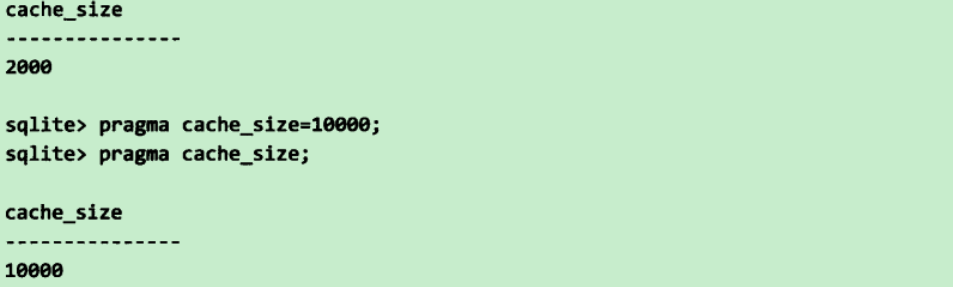 cache_size
---------------
2000
sqlite> pragma cache_size=10000;
sqlite> pragma cache_size;
cache_size
---------------
10000